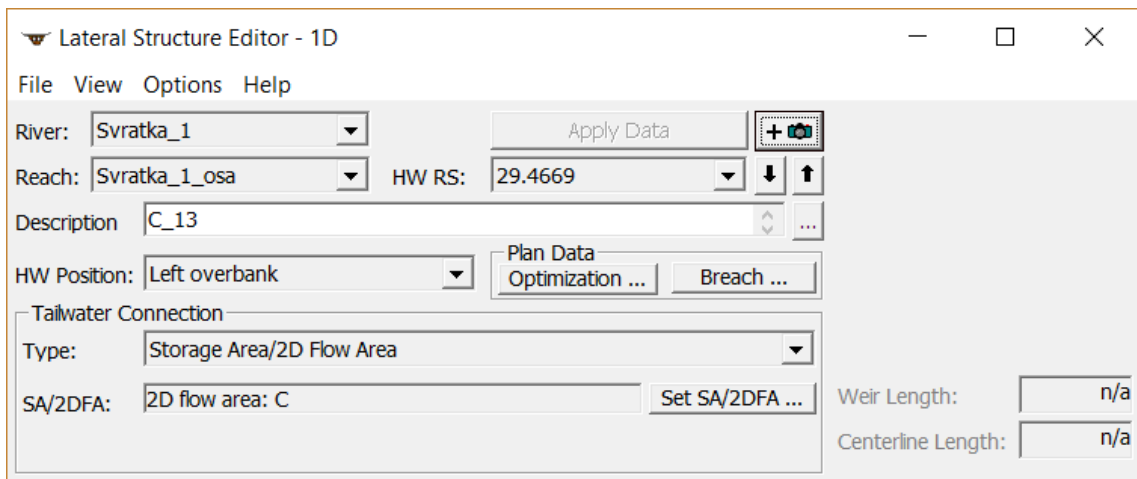 Lateral Structure Editor - 1D
File View Options Help
River: Svratka_1 Apply Data +
Reach: Svratka_1_osa HW RS: 29.4669
Description C_13 ...
HW Position: Left overbank Plan Data Optimization ... Breach ...
Tailwater Connection
Type: Storage Area/2D Flow Area
SA/2DFA: 2D flow area: C Set SA/2DFA ... Weir Length: n/a
Centerline Length: n/a